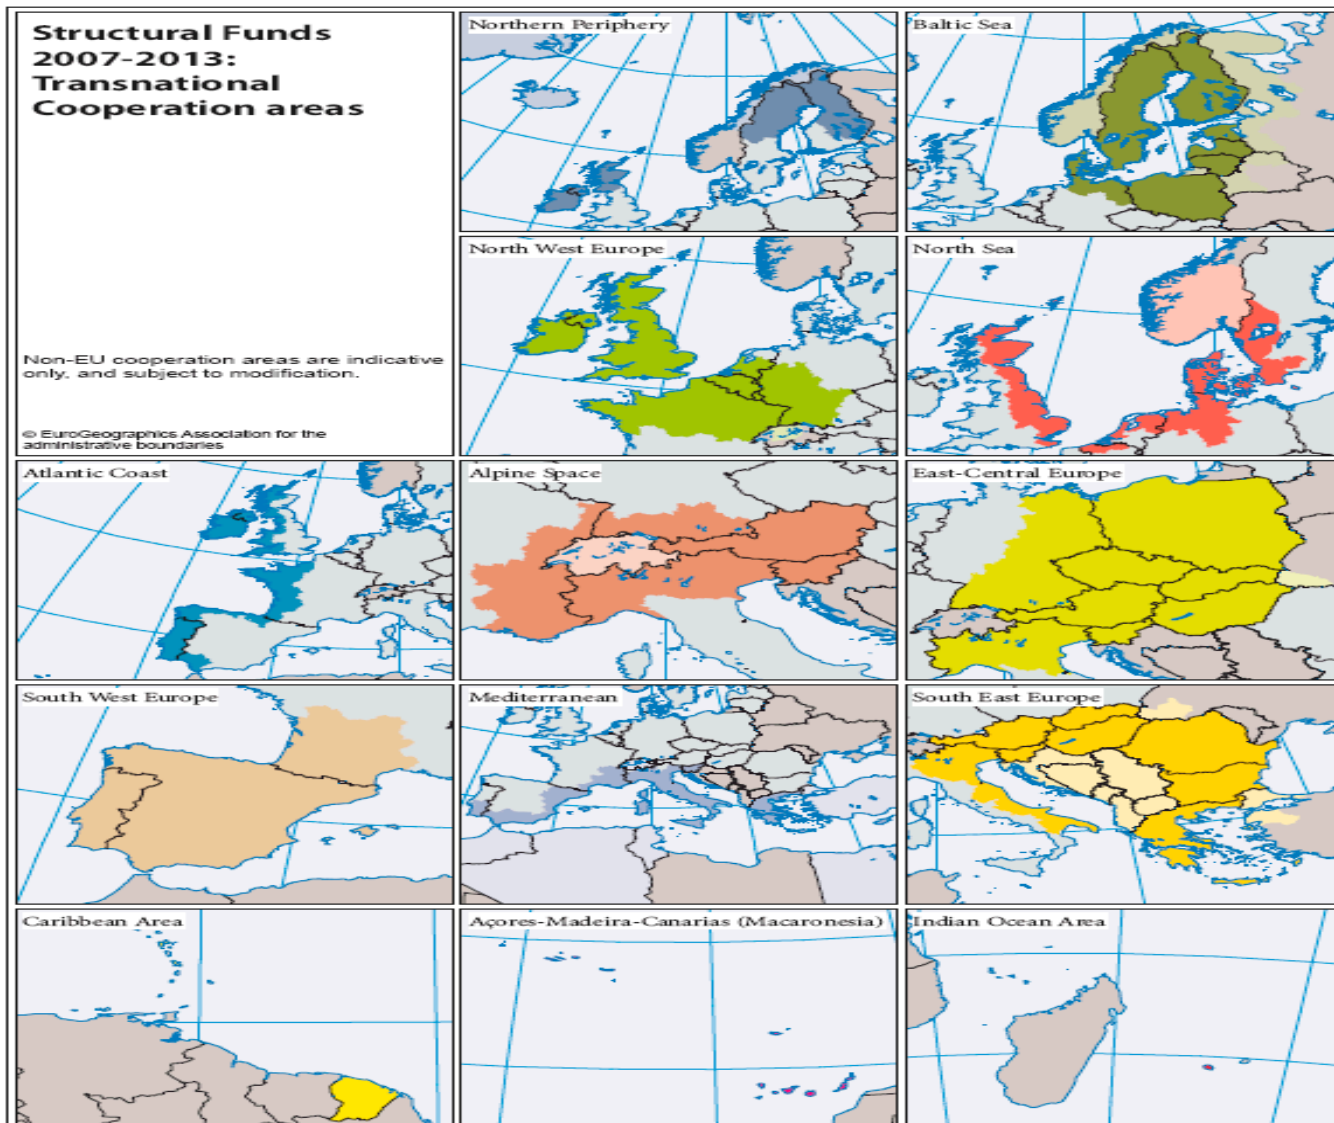 Structural Funds
2007-2013:
Transnational
Cooperation areas
Non-EU cooperation areas are indicative
only, and subject to modification.
© EuroGeographics Association for the
administrative boundaries
Northern Periphery
Baltic Sea
North West Europe
North Sea
Atlantic Coast
Alpine Space
East-Central Europe
South West Europe
Mediterranean
South East Europe
Caribbean Area
Açores-Madeira-Canarias (Macaronesia)
Indian Ocean Area